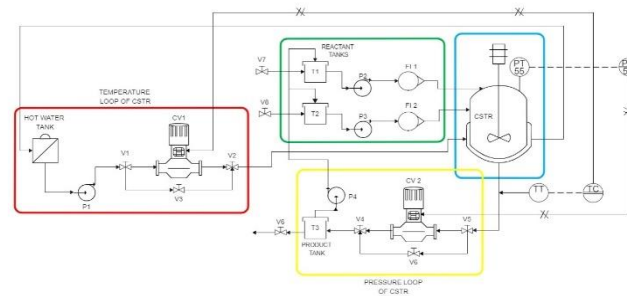 REACTANT
TANKS
V7
T1
P2
FI 1
V8
T2
P3
FI 2
PT
55
CSTR
TEMPERATURE
LOOP OF CSTR
HOT WATER
TANK
CV1
V1
V2
V3
P1
P4
CV 2
TT
TC
V6
T3
V4
V5
PRODUCT
TANK
V6
PRESSURE LOOP
OF CSTR